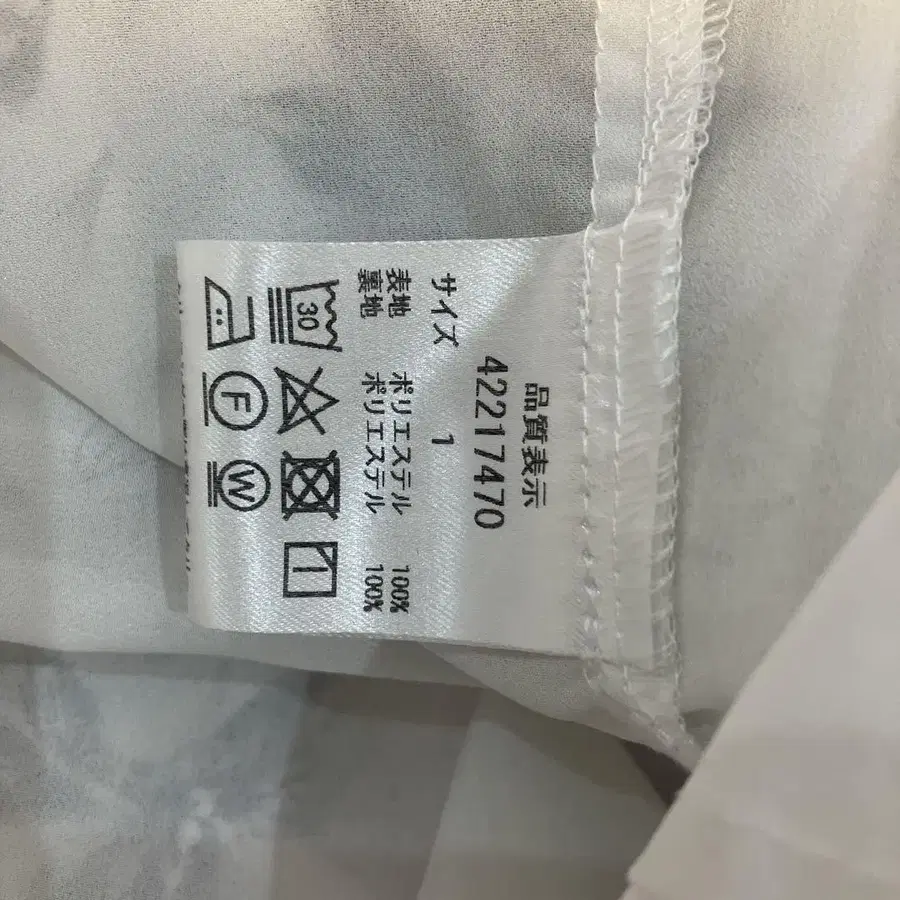 品質表示
42217470
サイズ 1
表地 ポリエステル 100%
裏地 ポリエステル 100%
30
F W